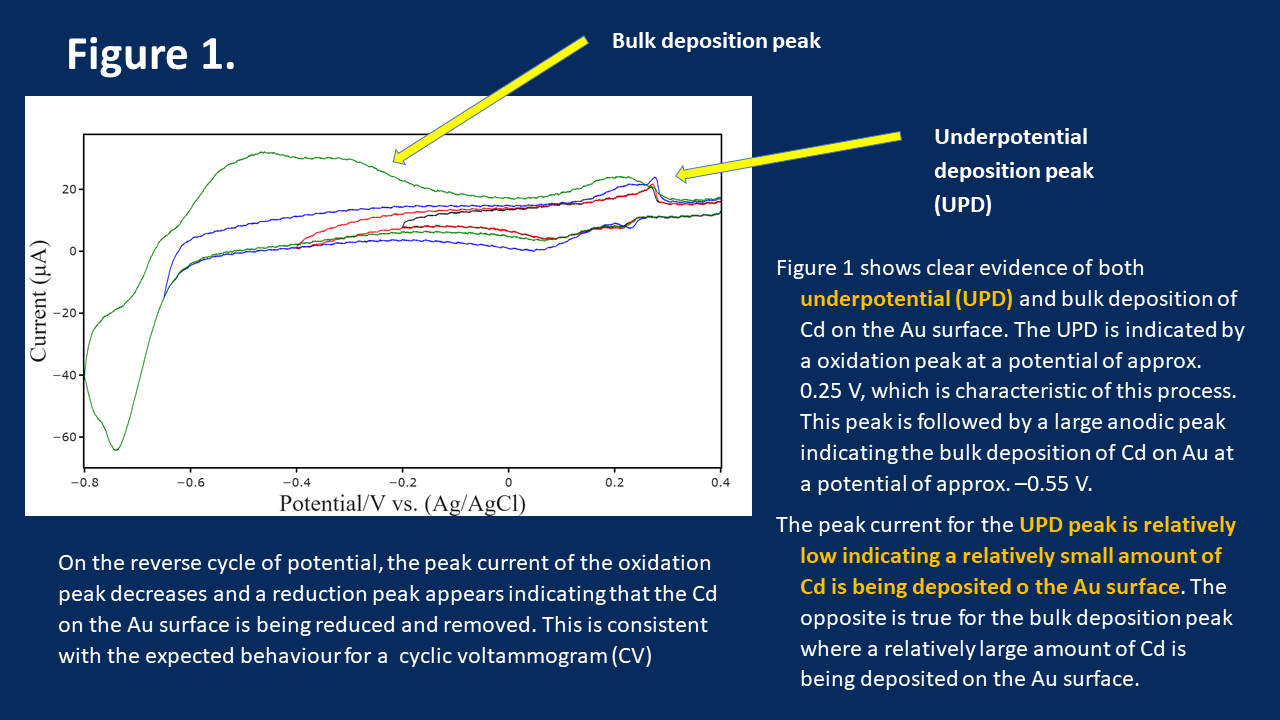 Figure 1.
Bulk deposition peak
Underpotential
deposition peak
(UPD)
20
0
−20
−40
−60
Current (µA)
−0.8 −0.6 −0.4 −0.2 0 0.2 0.4
Potential/V vs. (Ag/AgCl)
Figure 1 shows clear evidence of both
underpotential (UPD) and bulk deposition of
Cd on the Au surface. The UPD is indicated by
a oxidation peak at a potential of approx.
0.25 V, which is characteristic of this process.
This peak is followed by a large anodic peak
indicating the bulk deposition of Cd on Au at
a potential of approx. –0.55 V.
The peak current for the UPD peak is relatively
low indicating a relatively small amount of
Cd is being deposited o the Au surface. The
opposite is true for the bulk deposition peak
where a relatively large amount of Cd is
being deposited on the Au surface.
On the reverse cycle of potential, the peak current of the oxidation
peak decreases and a reduction peak appears indicating that the Cd
on the Au surface is being reduced and removed. This is consistent
with the expected behaviour for a cyclic voltammogram (CV)